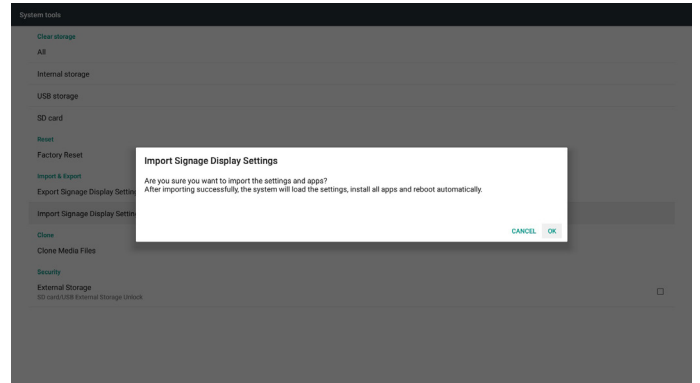 System tools
Clear storage
All
Internal storage
USB storage
SD card
Reset
Factory Reset
Import & Export
Export Signage Display Settin
Import Signage Display Settin
Clone
Clone Media Files
Security
External Storage
SD card/USB External Storage Unlock
Import Signage Display Settings
Are you sure you want to import the settings and apps?
After importing successfully, the system will load the settings, install all apps and reboot automatically.
CANCEL OK